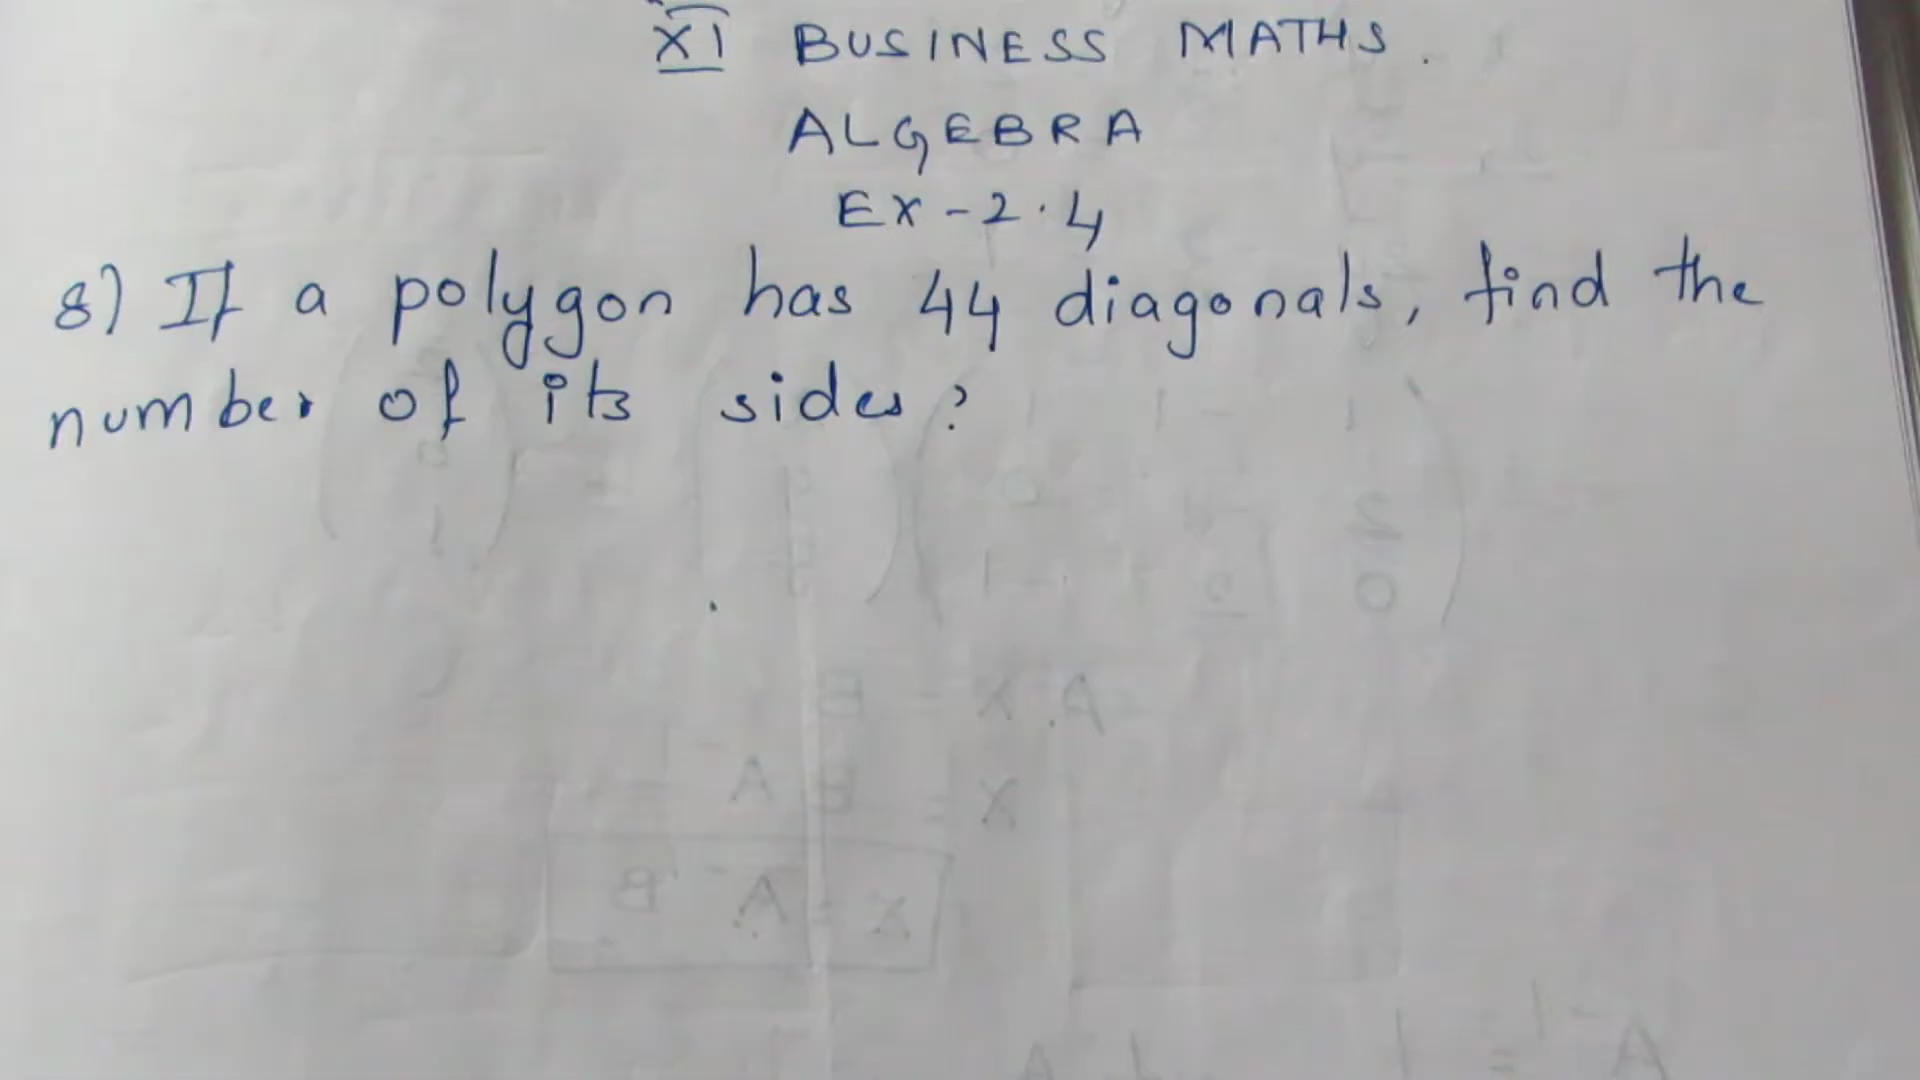 XI BUSINESS MATHS.
ALGEBRA
EX-2.4
8) If a polygon has 44 diagonals, find the
number of its sides?